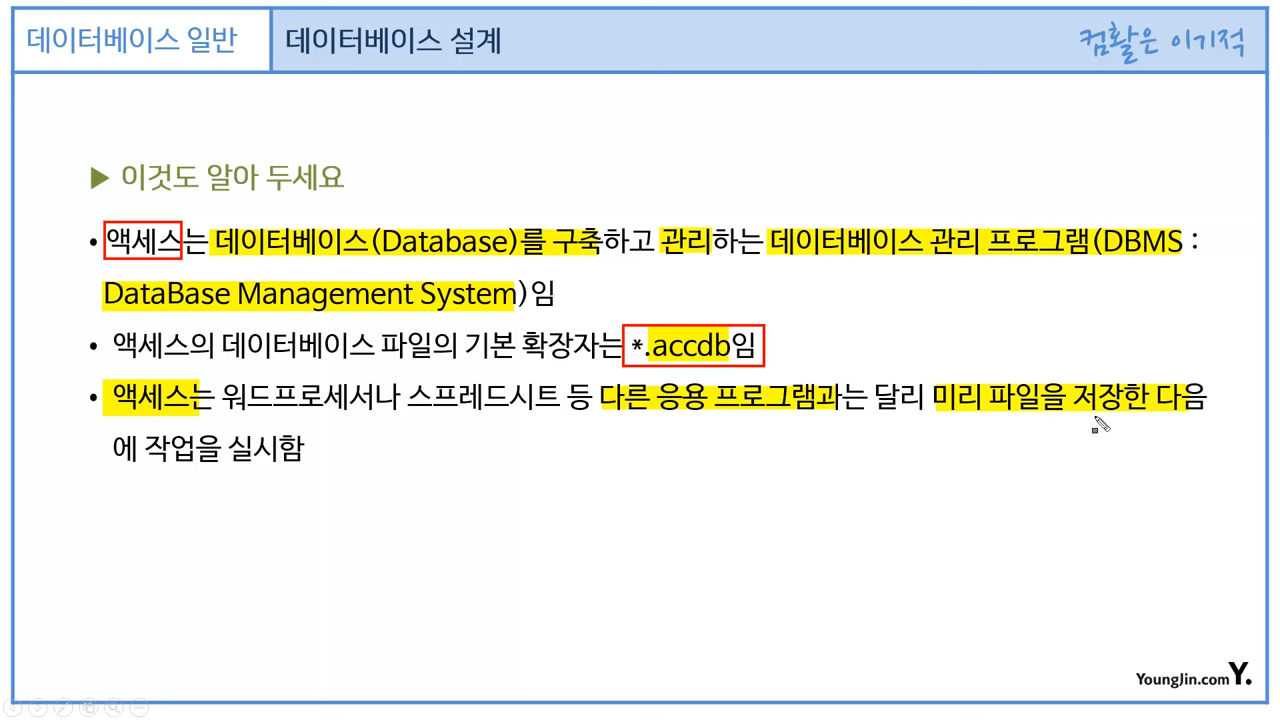 데이터베이스 일반
데이터베이스 설계
컴활은 이기적
▶ 이것도 알아 두세요
• 액세스는 데이터베이스(Database)를 구축하고 관리하는 데이터베이스 관리 프로그램(DBMS :
DataBase Management System)임
• 액세스의 데이터베이스 파일의 기본 확장자는 *.accdb임
• 액세스는 워드프로세서나 스프레드시트 등 다른 응용 프로그램과는 달리 미리 파일을 저장한 다음
에 작업을 실시함
YoungJin.com Y.